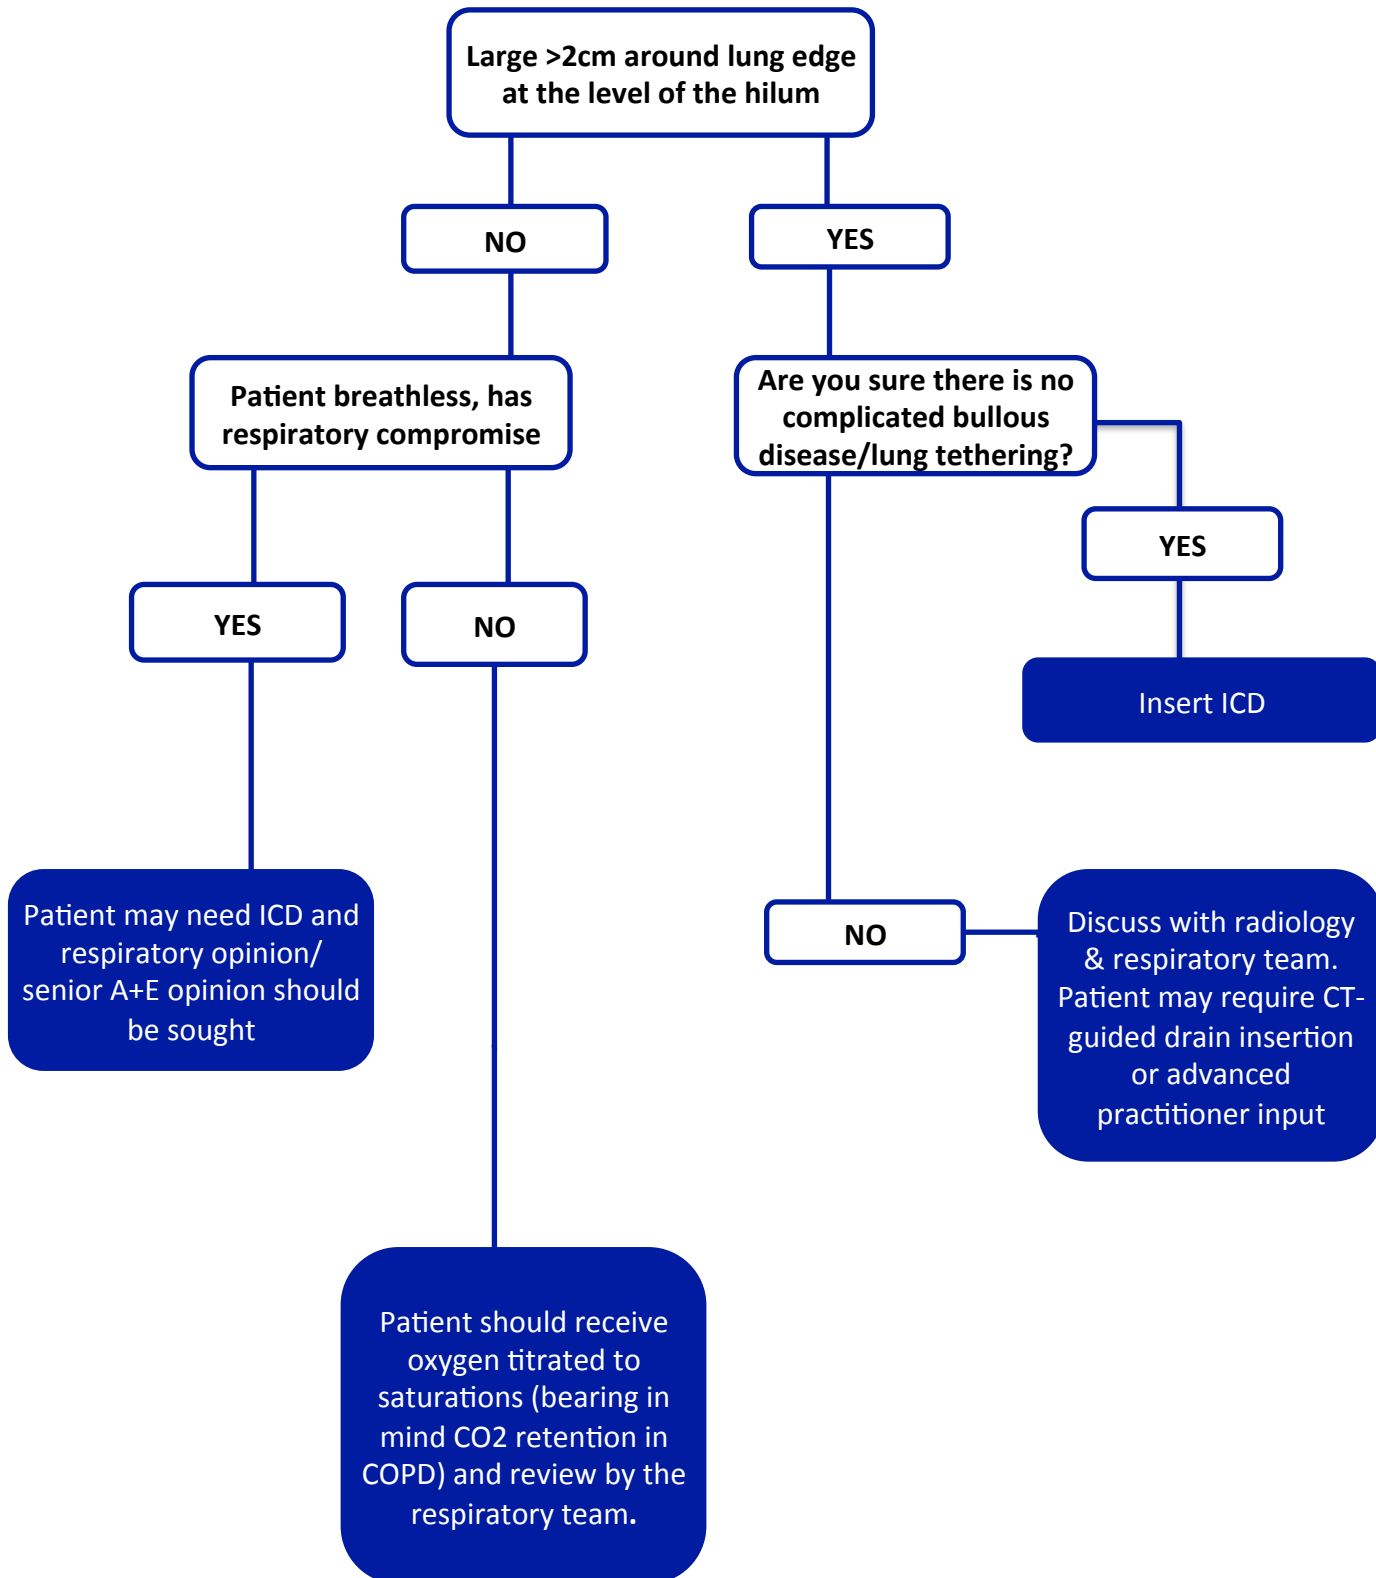 Large >2cm around lung edge
at the level of the hilum
NO
YES
Patient breathless, has
respiratory compromise
Are you sure there is no
complicated bullous
disease/lung tethering?
YES
YES
NO
Insert ICD
Patient may need ICD and
respiratory opinion/
senior A+E opinion should
be sought
NO
Discuss with radiology
& respiratory team.
Patient may require CT-
guided drain insertion
or advanced
practitioner input
Patient should receive
oxygen titrated to
saturations (bearing in
mind CO2 retention in
COPD) and review by the
respiratory team.